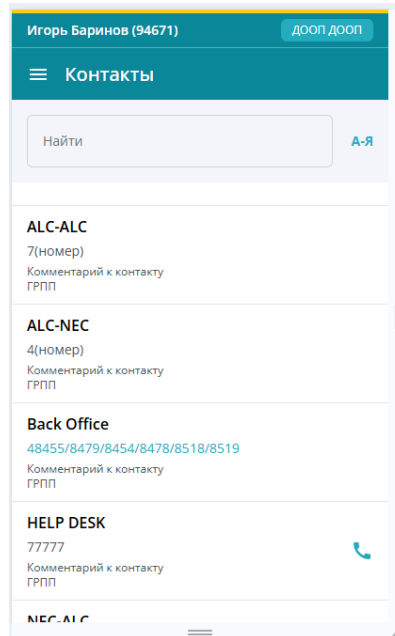 Игорь Баринов (94671)
ДООП ДООП
Контакты
Найти
А-Я
ALC-ALC
7(номер)
Комментарий к контакту
ГРПП
ALC-NEC
4(номер)
Комментарий к контакту
ГРПП
Back Office
48455/8479/8454/8478/8518/8519
Комментарий к контакту
ГРПП
HELP DESK
77777
Комментарий к контакту
ГРПП
NEC-ALC